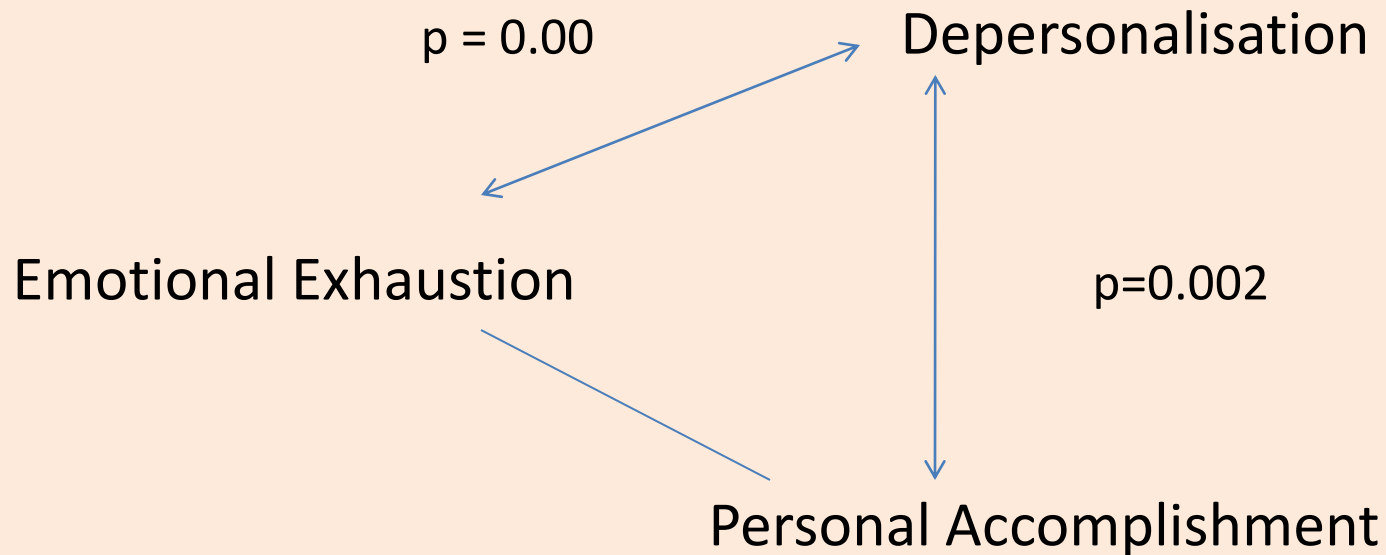 p = 0.00
Depersonalisation
Emotional Exhaustion
p=0.002
Personal Accomplishment